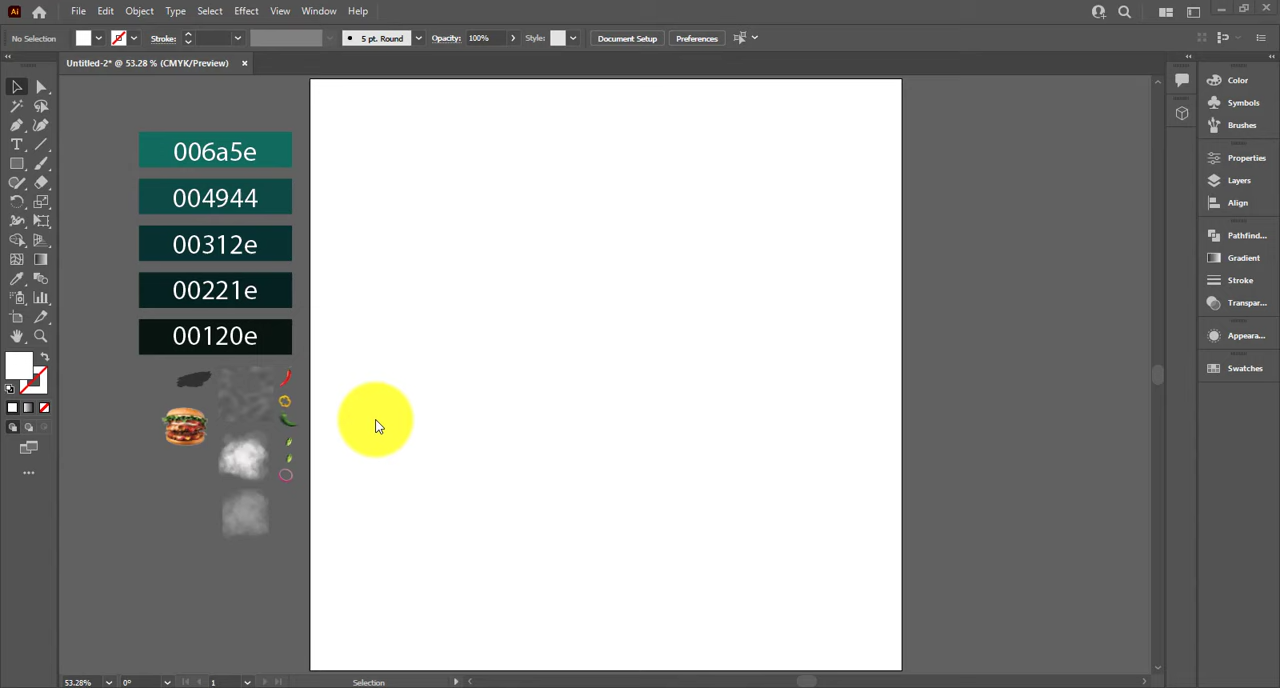 Ai File Edit Object Type Select Effect View Window Help
No Selection Stroke: 5 pt. Round Opacity: 100% Style: Document Setup Preferences
Untitled-2* @ 53.28 % (CMYK/Preview) ×
006a5e
004944
00312e
00221e
00120e
Color
Symbols
Brushes
Properties
Layers
Align
Pathfind...
Gradient
Stroke
Transpar...
Appeara...
Swatches
53.28% 0° 1 Selection